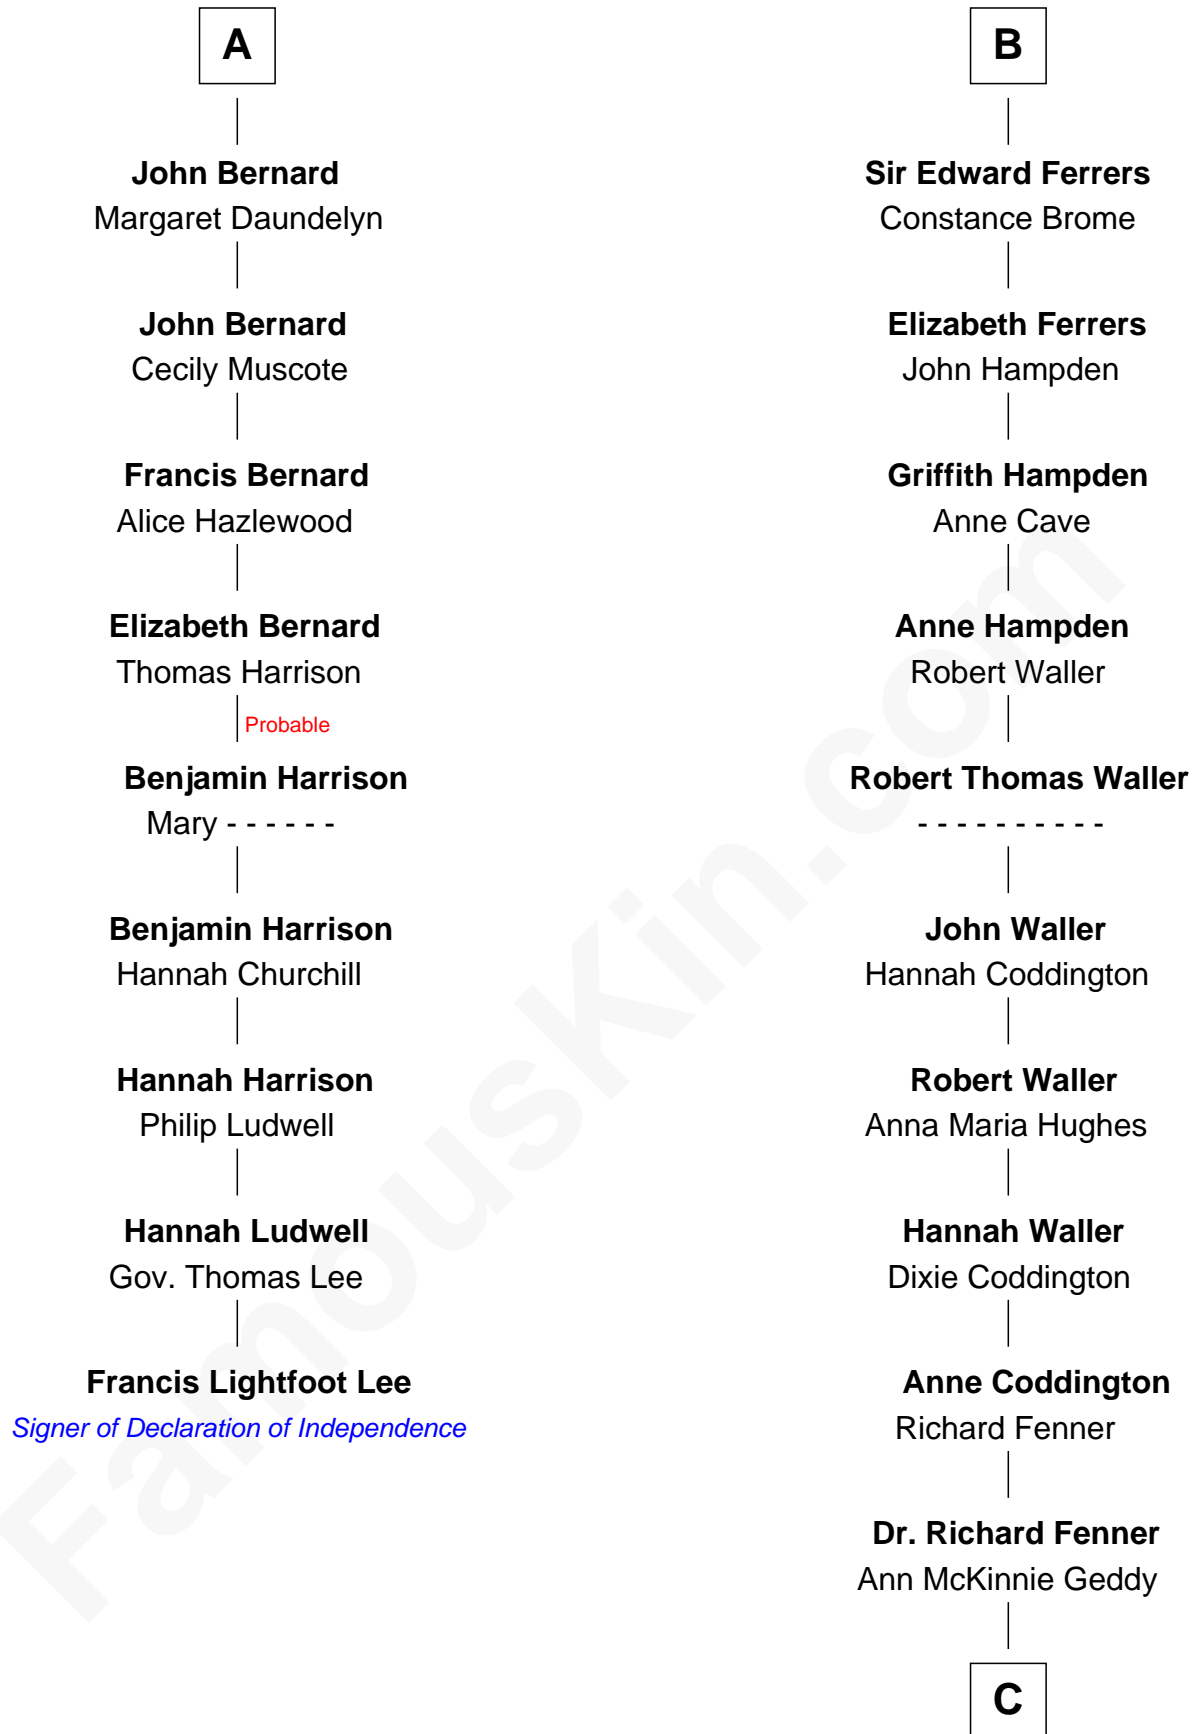 A
John Bernard
Margaret Daundelyn
John Bernard
Cecily Muscote
Francis Bernard
Alice Hazlewood
Elizabeth Bernard
Thomas Harrison
Probable
Benjamin Harrison
Mary - - - - - -
Benjamin Harrison
Hannah Churchill
Hannah Harrison
Philip Ludwell
Hannah Ludwell
Gov. Thomas Lee
Francis Lightfoot Lee
Signer of Declaration of Independence
B
Sir Edward Ferrers
Constance Brome
Elizabeth Ferrers
John Hampden
Griffith Hampden
Anne Cave
Anne Hampden
Robert Waller
Robert Thomas Waller
- - - - - - - - - -
John Waller
Hannah Coddington
Robert Waller
Anna Maria Hughes
Hannah Waller
Dixie Coddington
Anne Coddington
Richard Fenner
Dr. Richard Fenner
Ann McKinnie Geddy
C
FamousKin.com